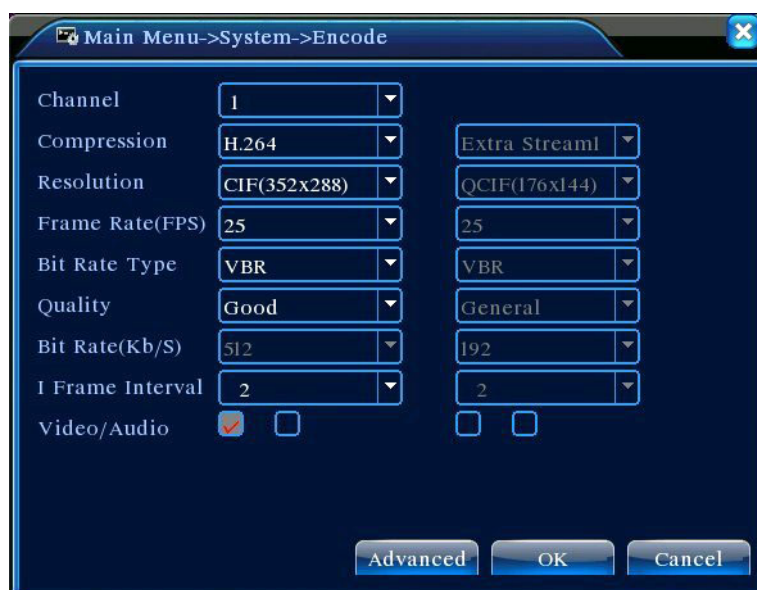 Main Menu->System->Encode
Channel 1
Compression H.264 Extra Stream1
Resolution CIF(352x288) QCIF(176x144)
Frame Rate(FPS) 25 25
Bit Rate Type VBR VBR
Quality Good General
Bit Rate(Kb/S) 512 192
I Frame Interval 2 2
Video/Audio
Advanced OK Cancel